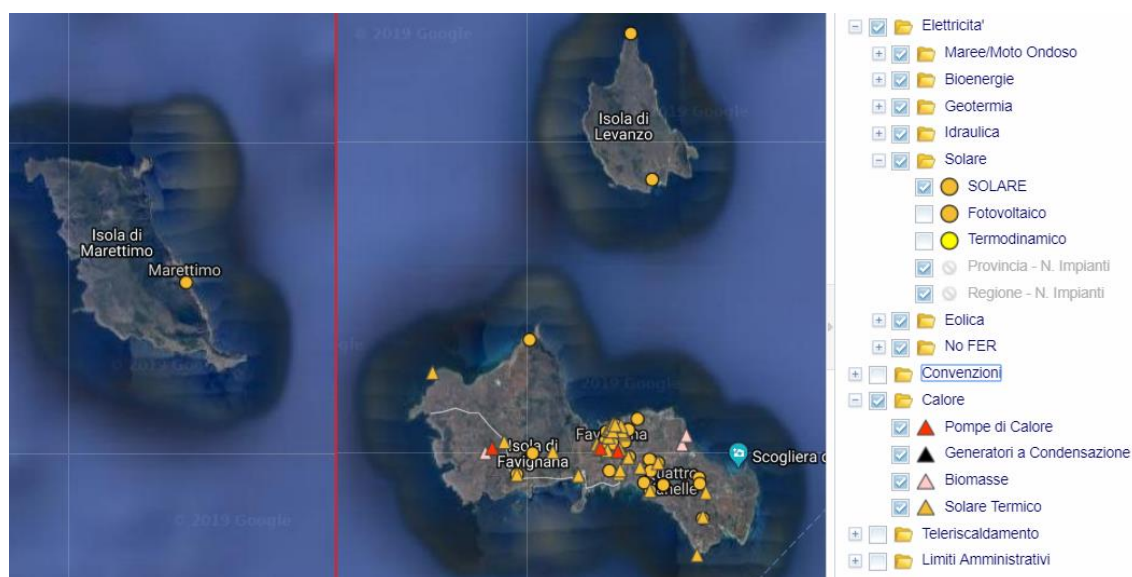 © 2019 Google
Isola di
Levanzo
Isola di
Marettimo
Marettimo
2019 Google
Isola di
Favignana
Scogliera
© 2019 Google
Elettricita'
Maree/Moto Ondoso
Bioenergie
Geotermia
Idraulica
Solare
SOLARE
Fotovoltaico
Termodinamico
Provincia - N. Impianti
Regione - N. Impianti
Eolica
No FER
Convenzioni
Calore
Pompe di Calore
Generatori a Condensazione
Biomasse
Solare Termico
Teleriscaldamento
Limiti Amministrativi